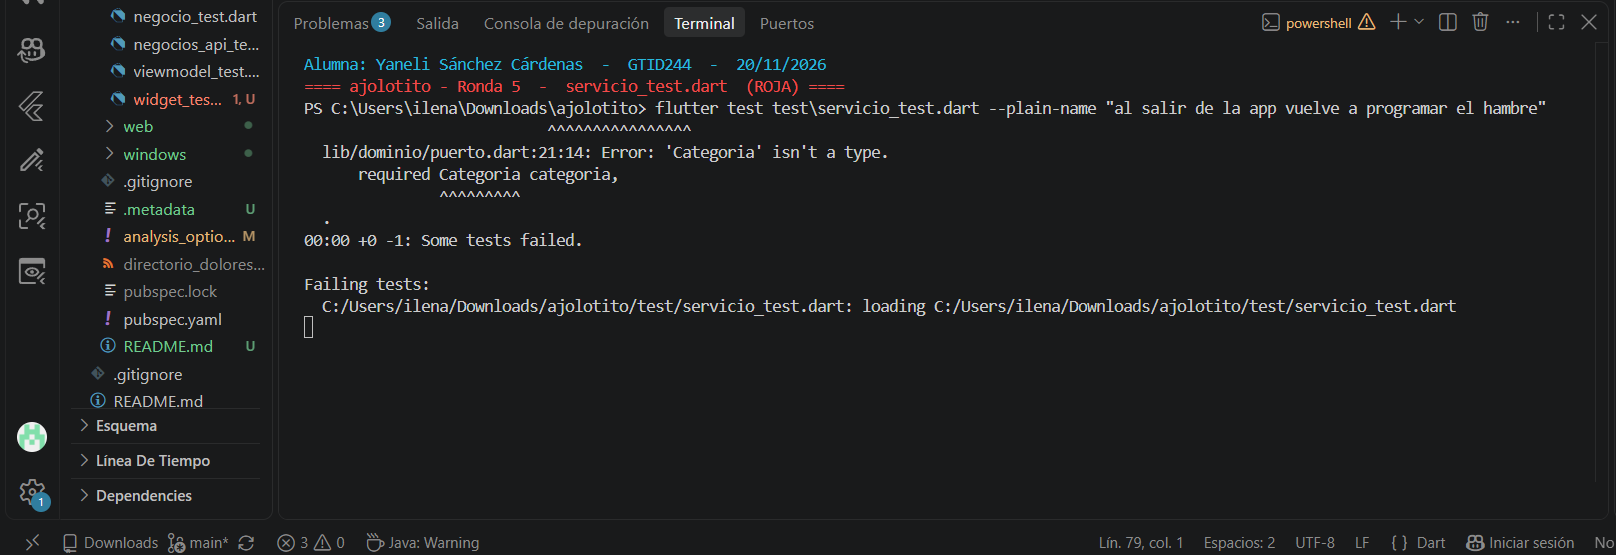 negocio_test.dart
negocios_api_te...
viewmodel_test....
widget_tes... 1, U
web
windows
.gitignore
.metadata U
analysis_optio... M
directorio_dolores...
pubspec.lock
pubspec.yaml
README.md U
.gitignore
README.md
Esquema
Línea De Tiempo
Dependencies
1
Problemas 3 Salida Consola de depuración Terminal Puertos
powershell
Alumna: Yaneli Sánchez Cárdenas - GTID244 - 20/11/2026
==== ajolotito - Ronda 5 - servicio_test.dart (ROJA) ====
PS C:\Users\ilena\Downloads\ajolotito> flutter test test\servicio_test.dart --plain-name "al salir de la app vuelve a programar el hambre"
^^^^^^^^^^^^^^^^
lib/dominio/puerto.dart:21:14: Error: 'Categoria' isn't a type.
required Categoria categoria,
^^^^^^^^^
.
00:00 +0 -1: Some tests failed.
Failing tests:
C:/Users/ilena/Downloads/ajolotito/test/servicio_test.dart: loading C:/Users/ilena/Downloads/ajolotito/test/servicio_test.dart
Downloads main* 3 0 Java: Warning Lín. 79, col. 1 Espacios: 2 UTF-8 LF { } Dart Iniciar sesión No